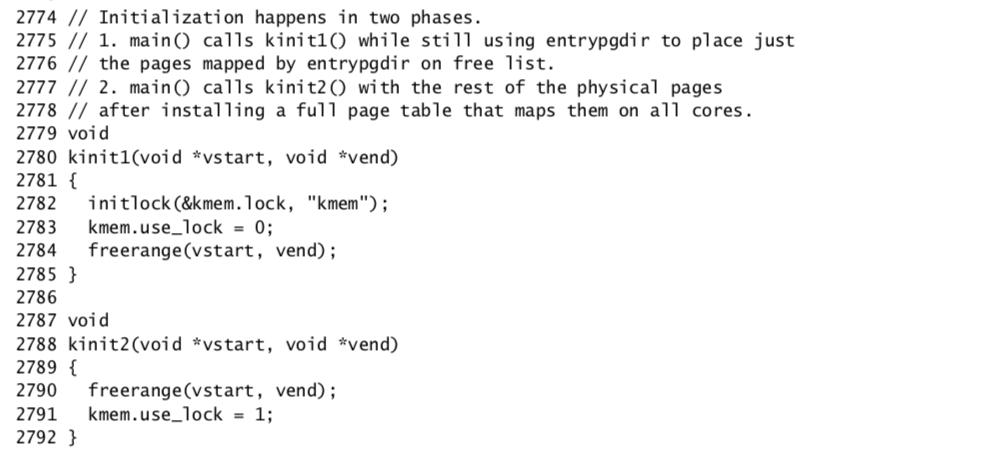 2774 // Initialization happens in two phases.
2775 // 1. main() calls kinit1() while still using entrypgdir to place just
2776 // the pages mapped by entrypgdir on free list.
2777 // 2. main() calls kinit2() with the rest of the physical pages
2778 // after installing a full page table that maps them on all cores.
2779 void
2780 kinit1(void *vstart, void *vend)
2781 {
2782   initlock(&kmem.lock, "kmem");
2783   kmem.use_lock = 0;
2784   freerange(vstart, vend);
2785 }
2786
2787 void
2788 kinit2(void *vstart, void *vend)
2789 {
2790   freerange(vstart, vend);
2791   kmem.use_lock = 1;
2792 }